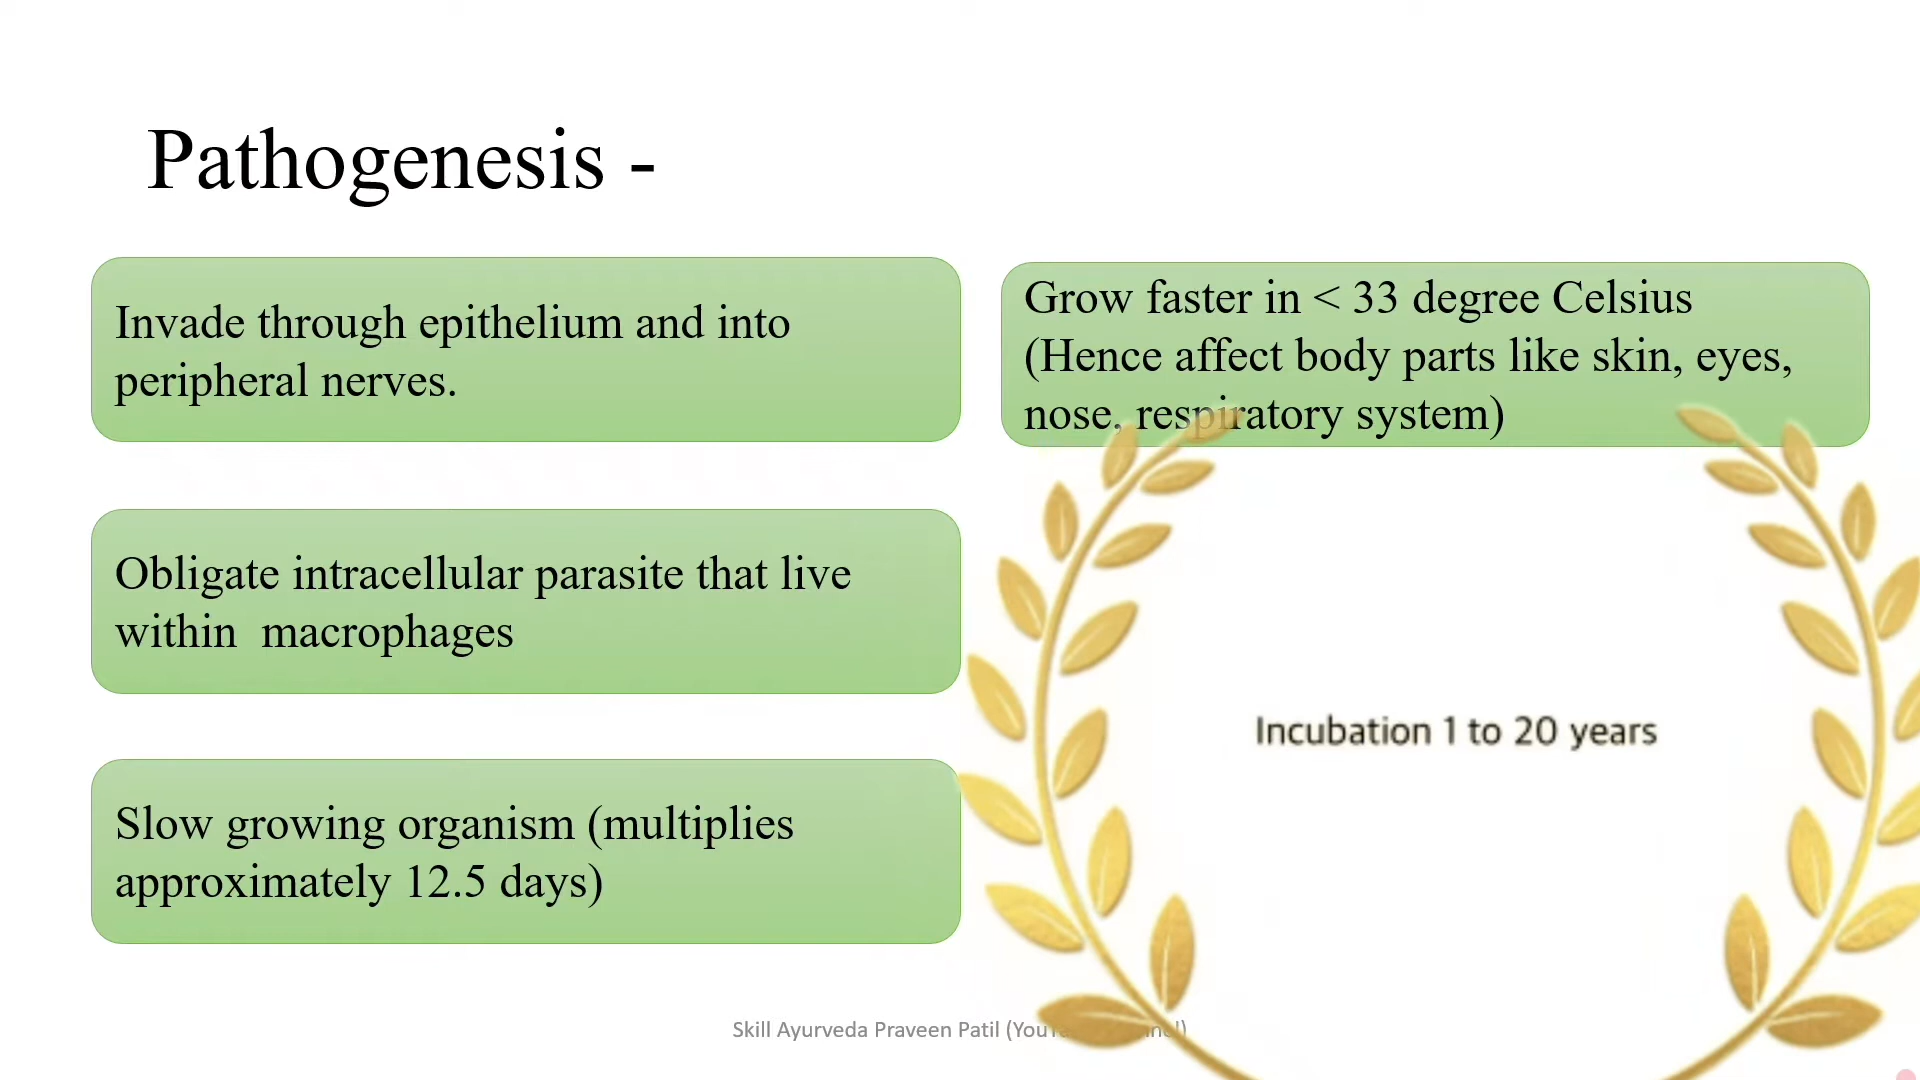 Pathogenesis -
Invade through epithelium and into
peripheral nerves.
Grow faster in < 33 degree Celsius
(Hence affect body parts like skin, eyes,
nose, respiratory system)
Obligate intracellular parasite that live
within macrophages
Incubation 1 to 20 years
Slow growing organism (multiplies
approximately 12.5 days)
Skill Ayurveda Praveen Patil